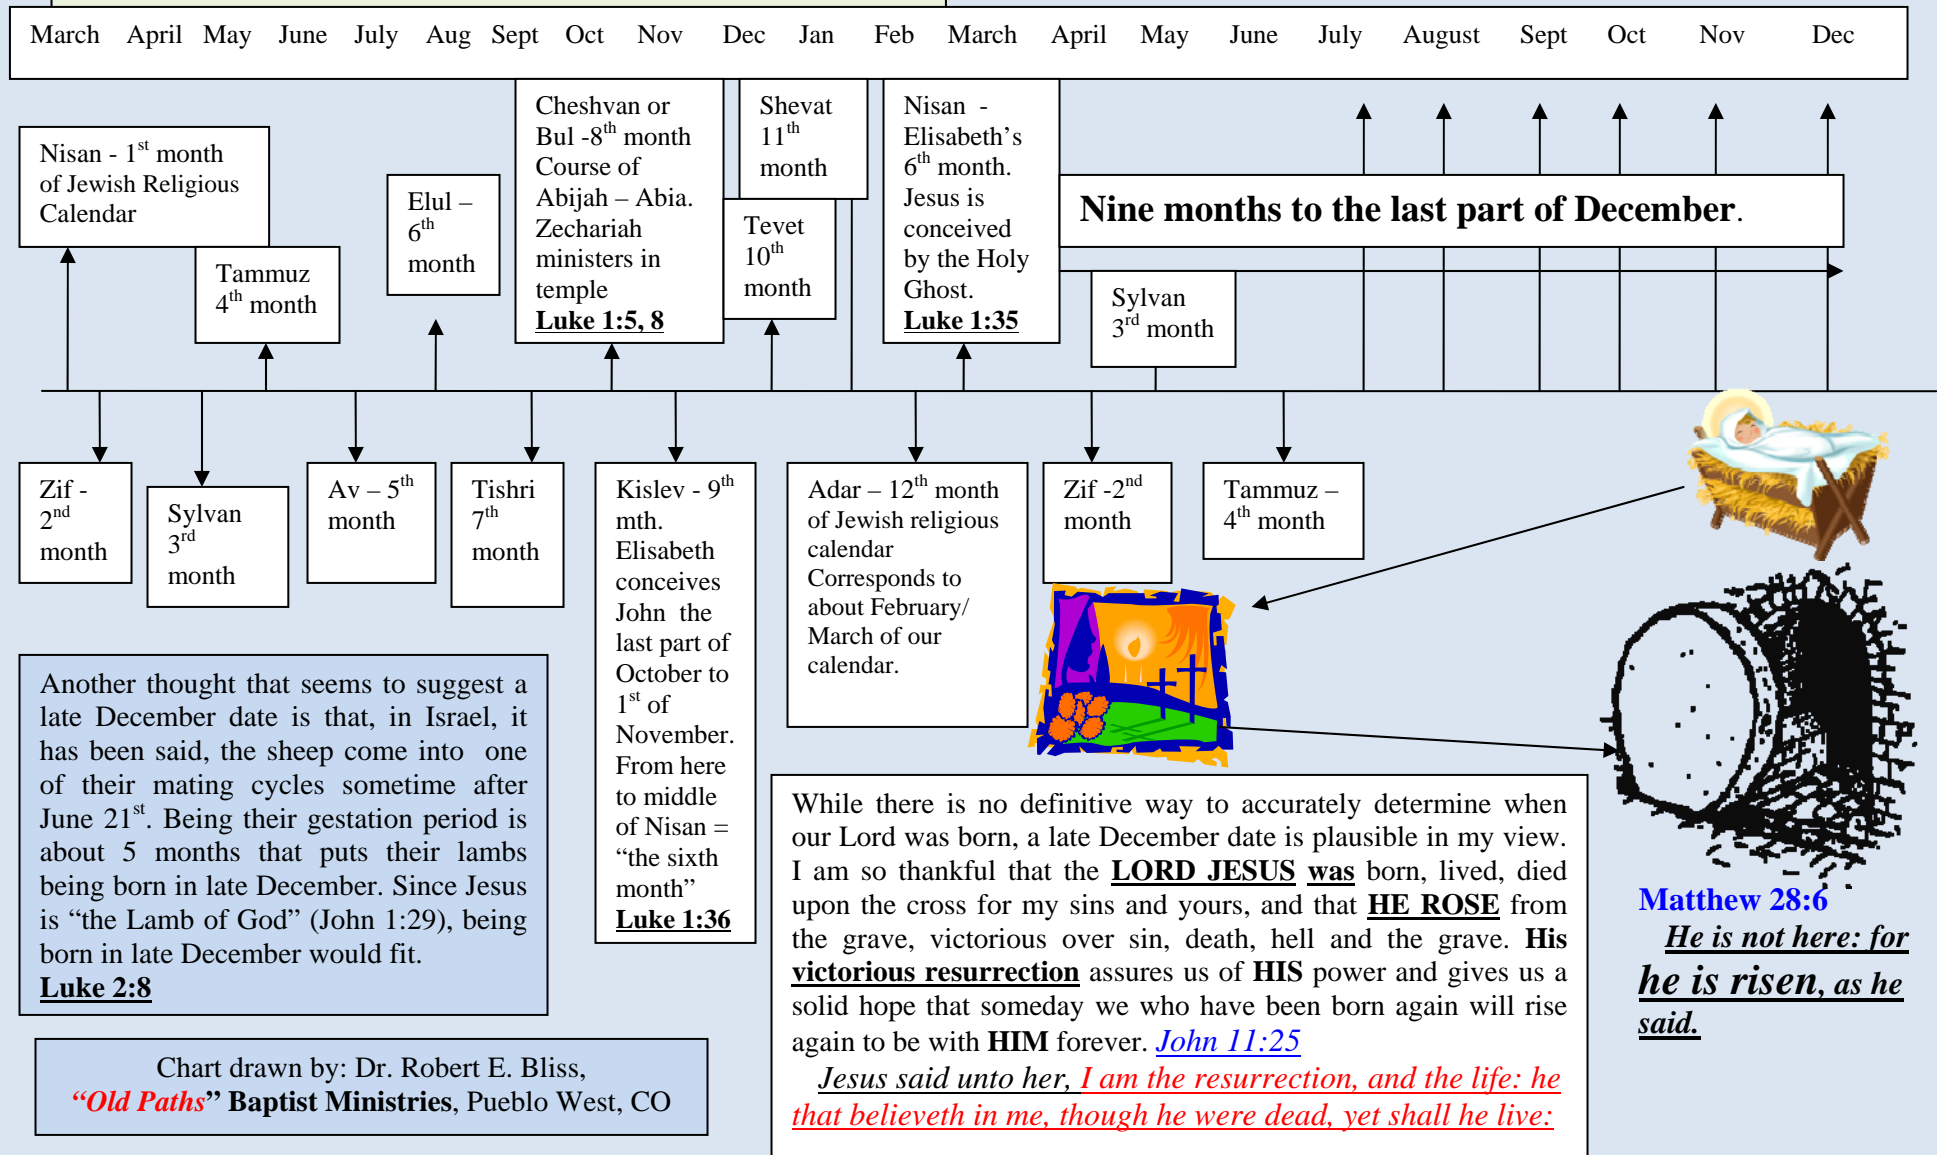 March April May June July Aug Sept Oct Nov Dec Jan Feb March April May June July August Sept Oct Nov Dec
Nisan - 1st month
of Jewish Religious
Calendar
Tammuz
4th month
Elul –
6th
month
Cheshvan or
Bul -8th month
Course of
Abijah – Abia.
Zechariah
ministers in
temple
Luke 1:5, 8
Shevat
11th
month
Tevet
10th
month
Nisan -
Elisabeth's
6th month.
Jesus is
conceived
by the Holy
Ghost.
Luke 1:35
Nine months to the last part of December.
Sylvan
3rd month
Zif -
2nd
month
Sylvan
3rd
month
Av – 5th
month
Tishri
7th
month
Kislev - 9th
mth.
Elisabeth
conceives
John the
last part of
October to
1st of
November.
From here
to middle
of Nisan =
“the sixth
month”
Luke 1:36
Adar – 12th month
of Jewish religious
calendar
Corresponds to
about February/
March of our
calendar.
Zif -2nd
month
Tammuz –
4th month
Another thought that seems to suggest a
late December date is that, in Israel, it
has been said, the sheep come into one
of their mating cycles sometime after
June 21st. Being their gestation period is
about 5 months that puts their lambs
being born in late December. Since Jesus
is “the Lamb of God” (John 1:29), being
born in late December would fit.
Luke 2:8
Chart drawn by: Dr. Robert E. Bliss,
“Old Paths” Baptist Ministries, Pueblo West, CO
While there is no definitive way to accurately determine when
our Lord was born, a late December date is plausible in my view.
I am so thankful that the LORD JESUS was born, lived, died
upon the cross for my sins and yours, and that HE ROSE from
the grave, victorious over sin, death, hell and the grave. His
victorious resurrection assures us of HIS power and gives us a
solid hope that someday we who have been born again will rise
again to be with HIM forever. John 11:25
Jesus said unto her, I am the resurrection, and the life: he
that believeth in me, though he were dead, yet shall he live:
Matthew 28:6
He is not here: for
he is risen, as he
said.